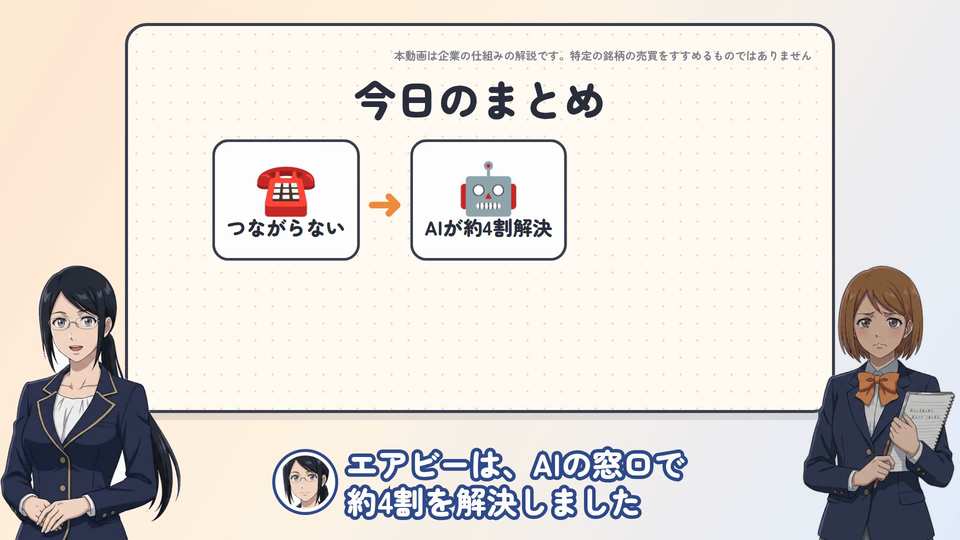 本動画は企業の仕組みの解説です。特定の銘柄の売買をすすめるものではありません
今日のまとめ
つながらない
AIが約4割解決
エアビーは、AIの窓口で
約4割を解決しました